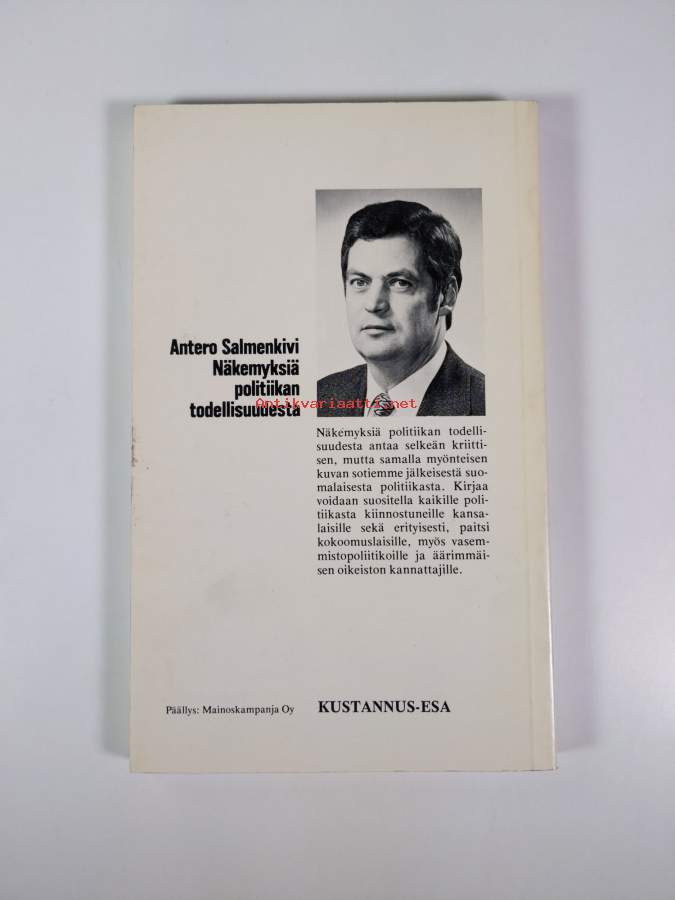 Antero Salmenkivi
Näkemyksiä
politiikan
todellisuudesta
Antikvariaatti.net
Näkemyksiä politiikan todelli-
suudesta antaa selkeän kriitti-
sen, mutta samalla myönteisen
kuvan sotiemme jälkeisestä suo-
malaisesta politiikasta. Kirjaa
voidaan suositella kaikille poli-
tiikasta kiinnostuneille kansa-
laisille sekä erityisesti, paitsi
kokoomuslaisille, myös vasem-
mistopoliitikoille ja äärimmäi-
sen oikeiston kannattajille.
Päällys: Mainoskampanja Oy
KUSTANNUS-ESA